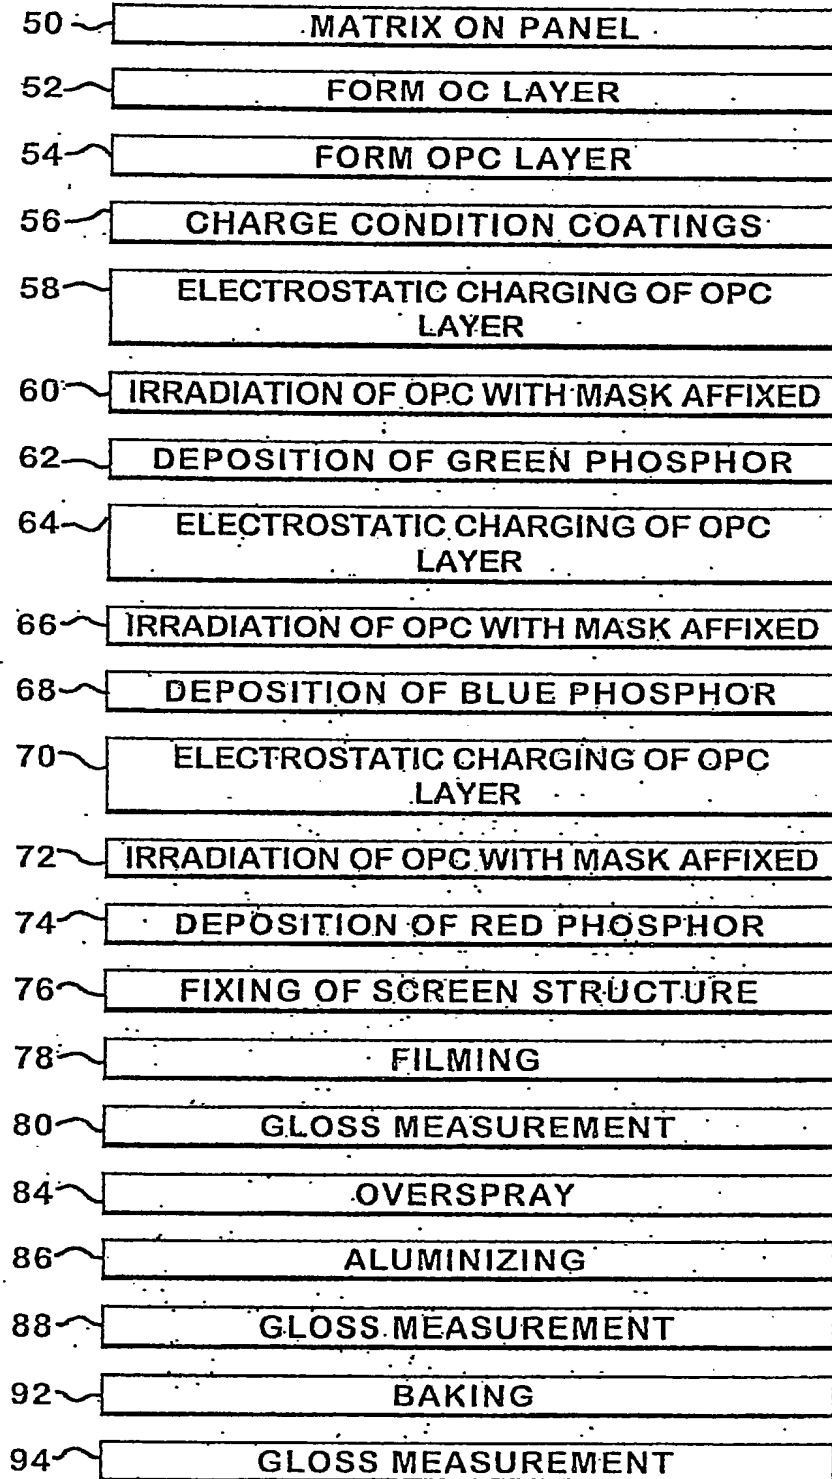 50 MATRIX ON PANEL
52 FORM OC LAYER
54 FORM OPC LAYER
56 CHARGE CONDITION COATINGS
58 ELECTROSTATIC CHARGING OF OPC
LAYER
60 IRRADIATION OF OPC WITH MASK AFFIXED
62 DEPOSITION OF GREEN PHOSPHOR
64 ELECTROSTATIC CHARGING OF OPC
LAYER
66 IRRADIATION OF OPC WITH MASK AFFIXED
68 DEPOSITION OF BLUE PHOSPHOR
70 ELECTROSTATIC CHARGING OF OPC
LAYER
72 IRRADIATION OF OPC WITH MASK AFFIXED
74 DEPOSITION OF RED PHOSPHOR
76 FIXING OF SCREEN STRUCTURE
78 FILMING
80 GLOSS MEASUREMENT
84 OVERSPRAY
86 ALUMINIZING
88 GLOSS MEASUREMENT
92 BAKING
94 GLOSS MEASUREMENT